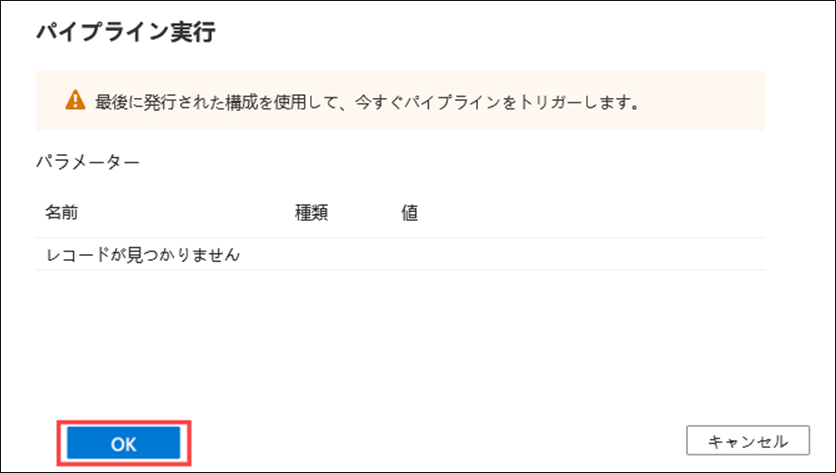 パイプライン実行
最後に発行された構成を使用して、今すぐパイプラインをトリガーします。
パラメーター
名前 種類 値
レコードが見つかりません
OK キャンセル